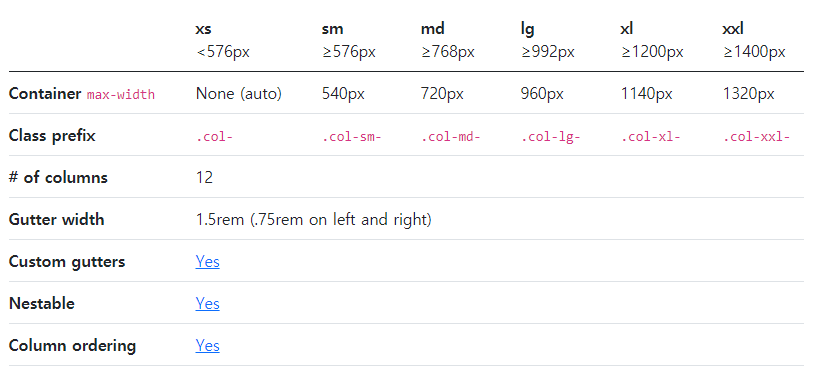 xs sm md lg xl xxl
<576px ≥576px ≥768px ≥992px ≥1200px ≥1400px
Container max-width None (auto) 540px 720px 960px 1140px 1320px
Class prefix .col- .col-sm- .col-md- .col-lg- .col-xl- .col-xxl-
# of columns 12
Gutter width 1.5rem (.75rem on left and right)
Custom gutters Yes
Nestable Yes
Column ordering Yes